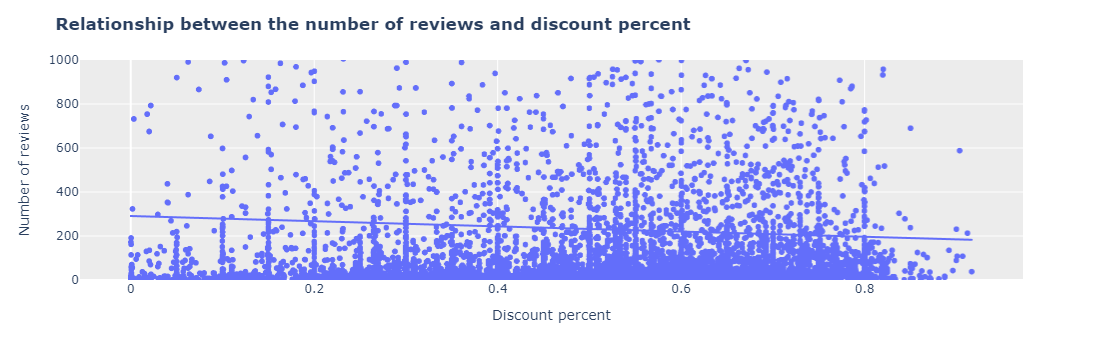 Relationship between the number of reviews and discount percent
1000
800
600
400
200
0
Number of reviews
0 0.2 0.4 0.6 0.8
Discount percent